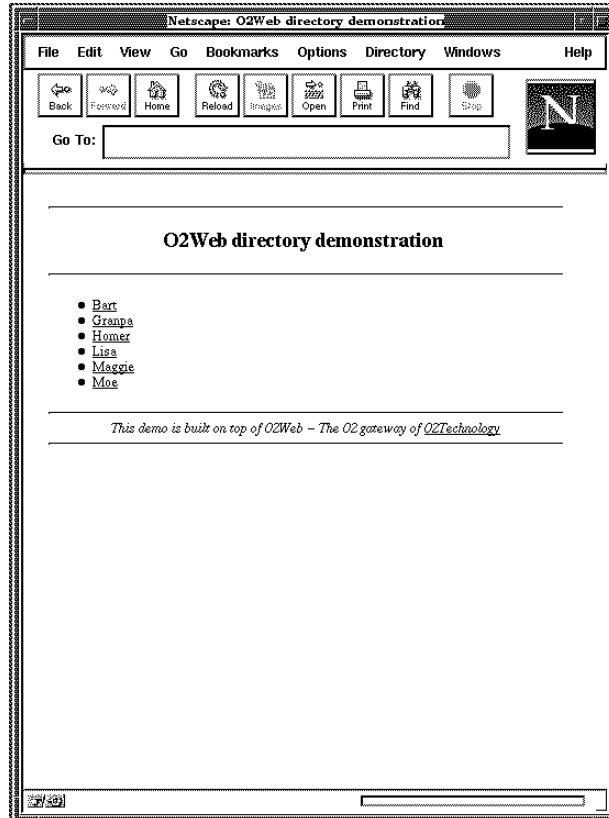 Netscape: O2Web directory demonstration
File Edit View Go Bookmarks Options Directory Windows Help
Back Forward Home Reload Images Open Print Find Stop
Go To:
N
O2Web directory demonstration
Bart
Granpa
Homer
Lisa
Maggie
Moe
This demo is built on top of O2Web – The O2 gateway of O2Technology